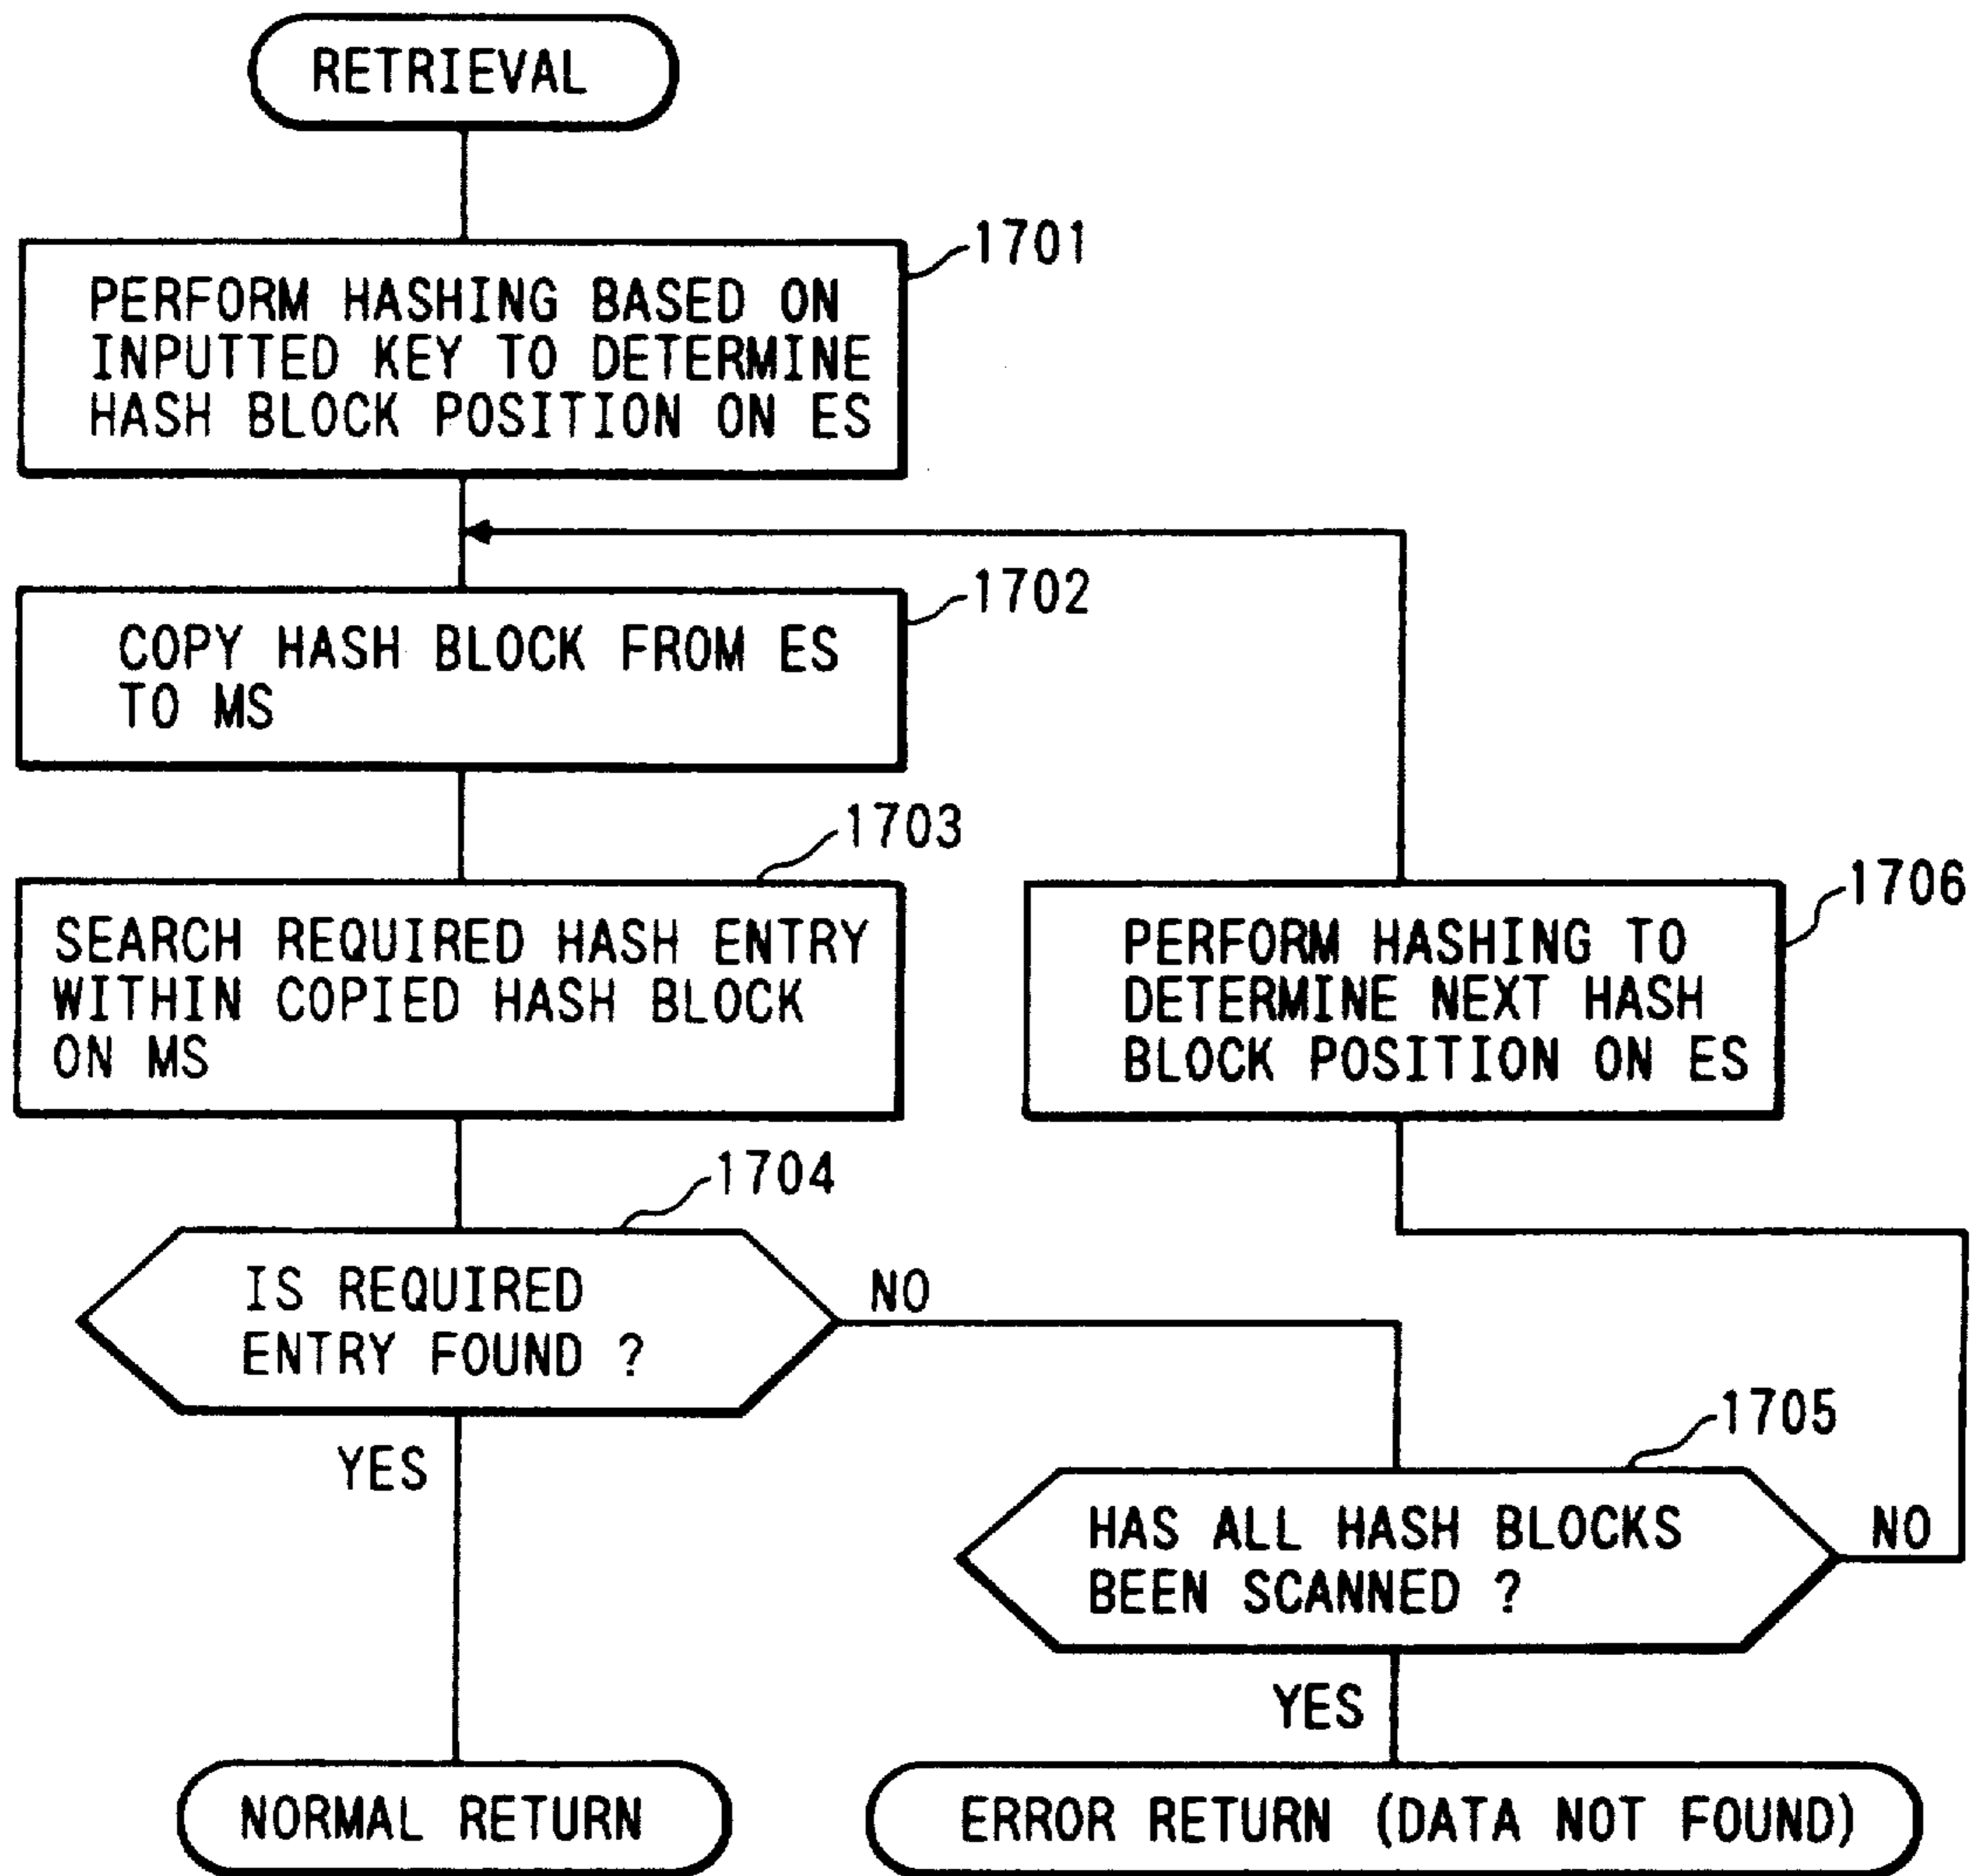 RETRIEVAL
1701
PERFORM HASHING BASED ON
INPUTTED KEY TO DETERMINE
HASH BLOCK POSITION ON ES
1702
COPY HASH BLOCK FROM ES
TO MS
1703
SEARCH REQUIRED HASH ENTRY
WITHIN COPIED HASH BLOCK
ON MS
1706
PERFORM HASHING TO
DETERMINE NEXT HASH
BLOCK POSITION ON ES
1704
IS REQUIRED
ENTRY FOUND ?
NO
YES
1705
HAS ALL HASH BLOCKS
BEEN SCANNED ?
NO
YES
NORMAL RETURN
ERROR RETURN (DATA NOT FOUND)